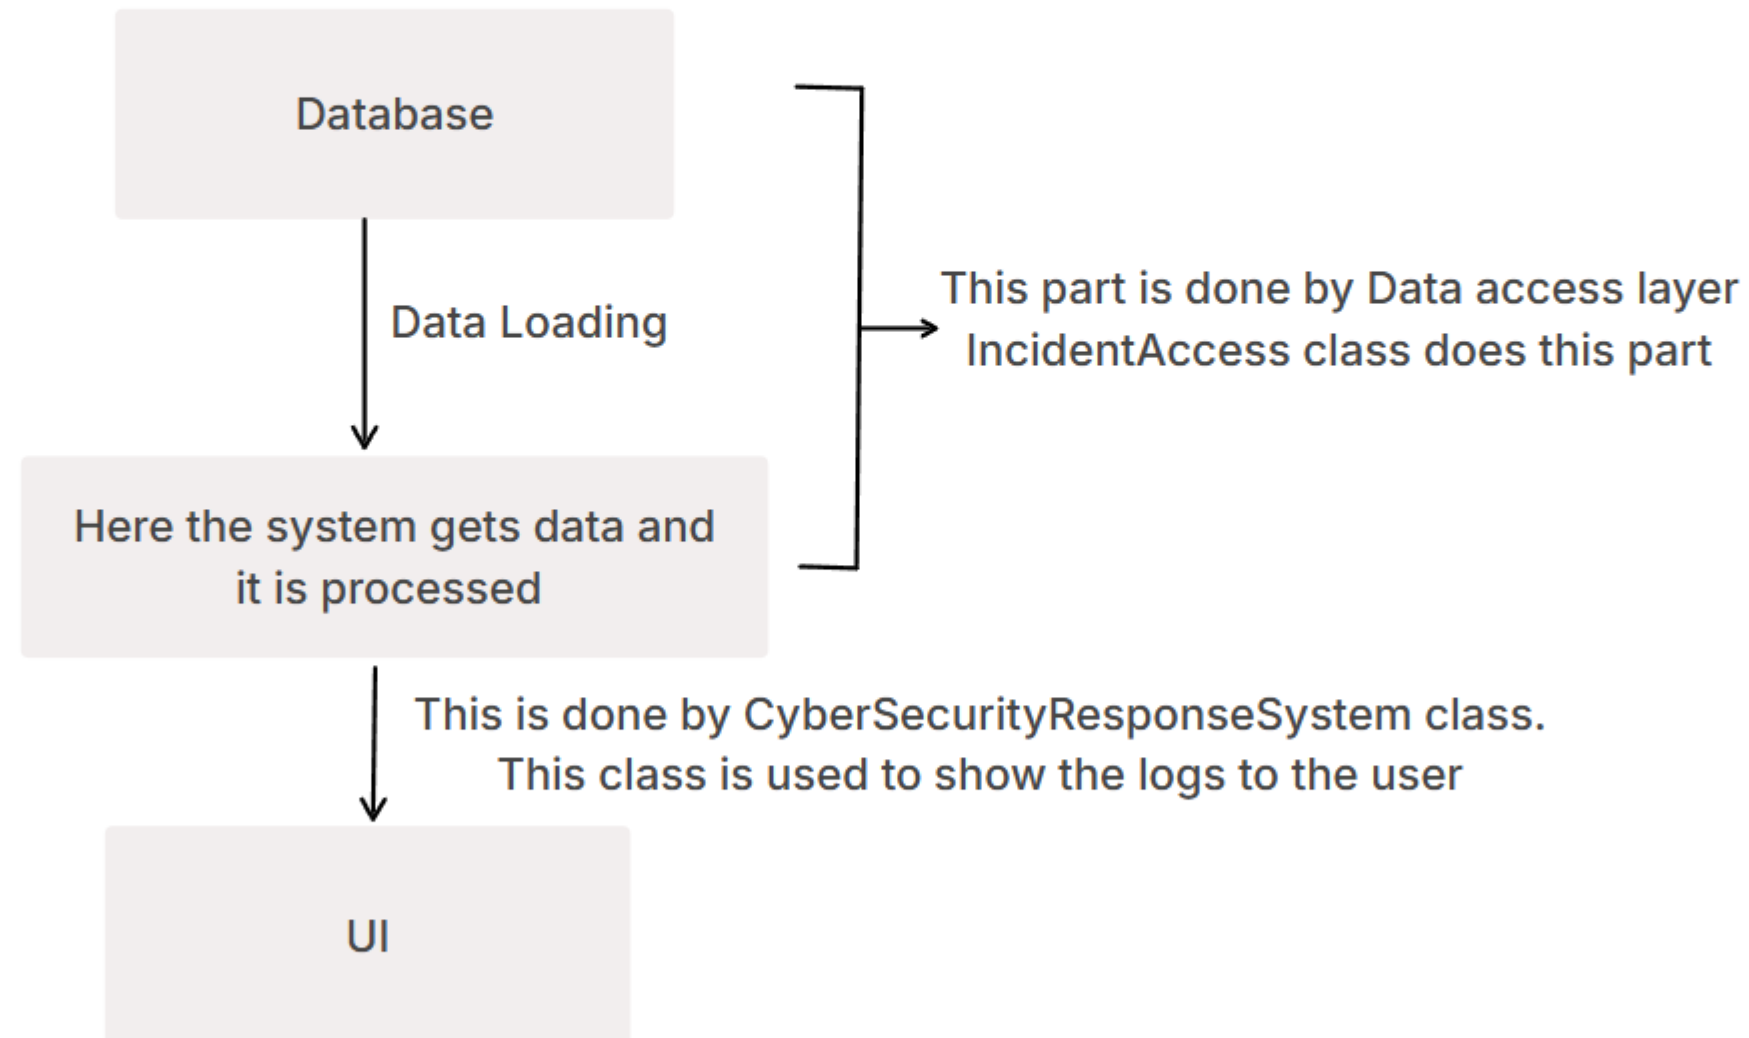 Database
Data Loading
This part is done by Data access layer
IncidentAccess class does this part
Here the system gets data and
it is processed
This is done by CyberSecurityResponseSystem class.
This class is used to show the logs to the user
UI